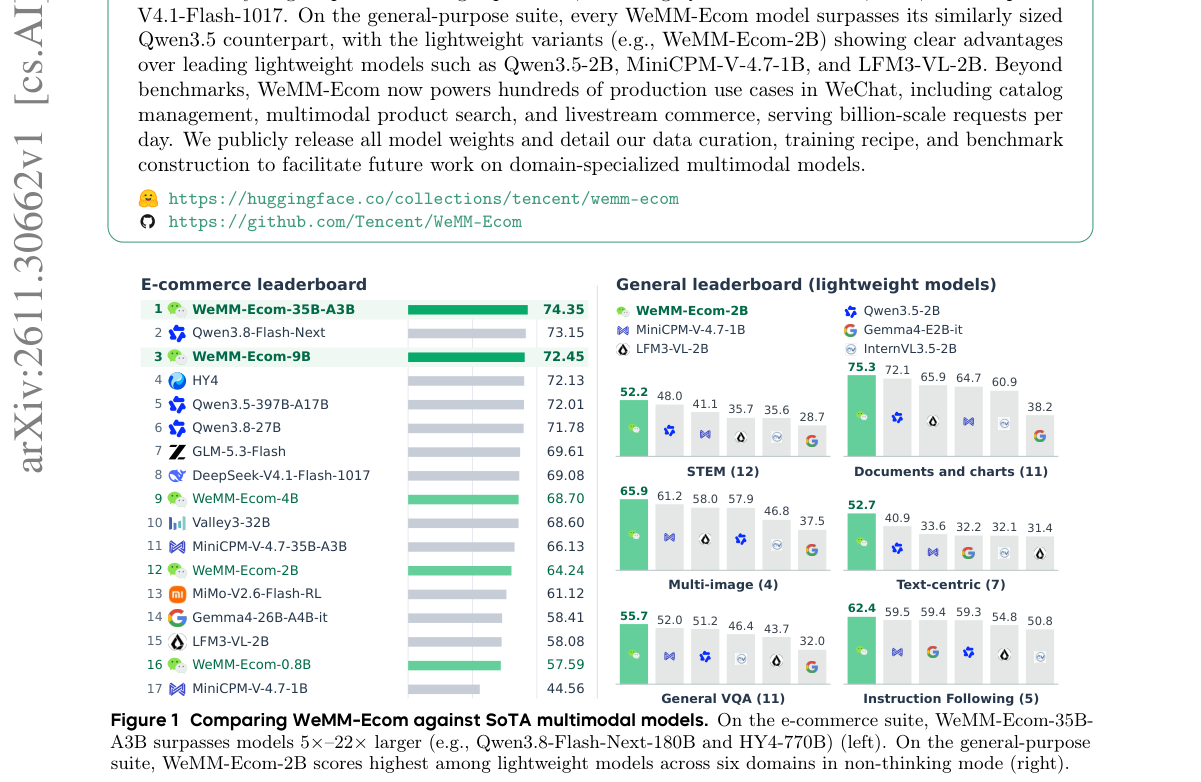 arXiv:2611.30662v1 [cs.AI]
V4.1-Flash-1017. On the general-purpose suite, every WeMM-Ecom model surpasses its similarly sized
Qwen3.5 counterpart, with the lightweight variants (e.g., WeMM-Ecom-2B) showing clear advantages
over leading lightweight models such as Qwen3.5-2B, MiniCPM-V-4.7-1B, and LFM3-VL-2B. Beyond
benchmarks, WeMM-Ecom now powers hundreds of production use cases in WeChat, including catalog
management, multimodal product search, and livestream commerce, serving billion-scale requests per
day. We publicly release all model weights and detail our data curation, training recipe, and benchmark
construction to facilitate future work on domain-specialized multimodal models.
https://huggingface.co/collections/tencent/wemm-ecom
https://github.com/Tencent/WeMM-Ecom
E-commerce leaderboard
1 WeMM-Ecom-35B-A3B 74.35
2 Qwen3.8-Flash-Next 73.15
3 WeMM-Ecom-9B 72.45
4 HY4 72.13
5 Qwen3.5-397B-A17B 72.01
6 Qwen3.8-27B 71.78
7 GLM-5.3-Flash 69.61
8 DeepSeek-V4.1-Flash-1017 69.08
9 WeMM-Ecom-4B 68.70
10 Valley3-32B 68.60
11 MiniCPM-V-4.7-35B-A3B 66.13
12 WeMM-Ecom-2B 64.24
13 MiMo-V2.6-Flash-RL 61.12
14 Gemma4-26B-A4B-it 58.41
15 LFM3-VL-2B 58.08
16 WeMM-Ecom-0.8B 57.59
17 MiniCPM-V-4.7-1B 44.56
General leaderboard (lightweight models)
WeMM-Ecom-2B Qwen3.5-2B
MiniCPM-V-4.7-1B Gemma4-E2B-it
LFM3-VL-2B InternVL3.5-2B
52.2 48.0 41.1 35.7 35.6 28.7
STEM (12)
75.3 72.1 65.9 64.7 60.9 38.2
Documents and charts (11)
65.9 61.2 58.0 57.9 46.8 37.5
Multi-image (4)
52.7 40.9 33.6 32.2 32.1 31.4
Text-centric (7)
55.7 52.0 51.2 46.4 43.7 32.0
General VQA (11)
62.4 59.5 59.4 59.3 54.8 50.8
Instruction Following (5)
Figure 1 Comparing WeMM-Ecom against SoTA multimodal models. On the e-commerce suite, WeMM-Ecom-35B-
A3B surpasses models 5×–22× larger (e.g., Qwen3.8-Flash-Next-180B and HY4-770B) (left). On the general-purpose
suite, WeMM-Ecom-2B scores highest among lightweight models across six domains in non-thinking mode (right).